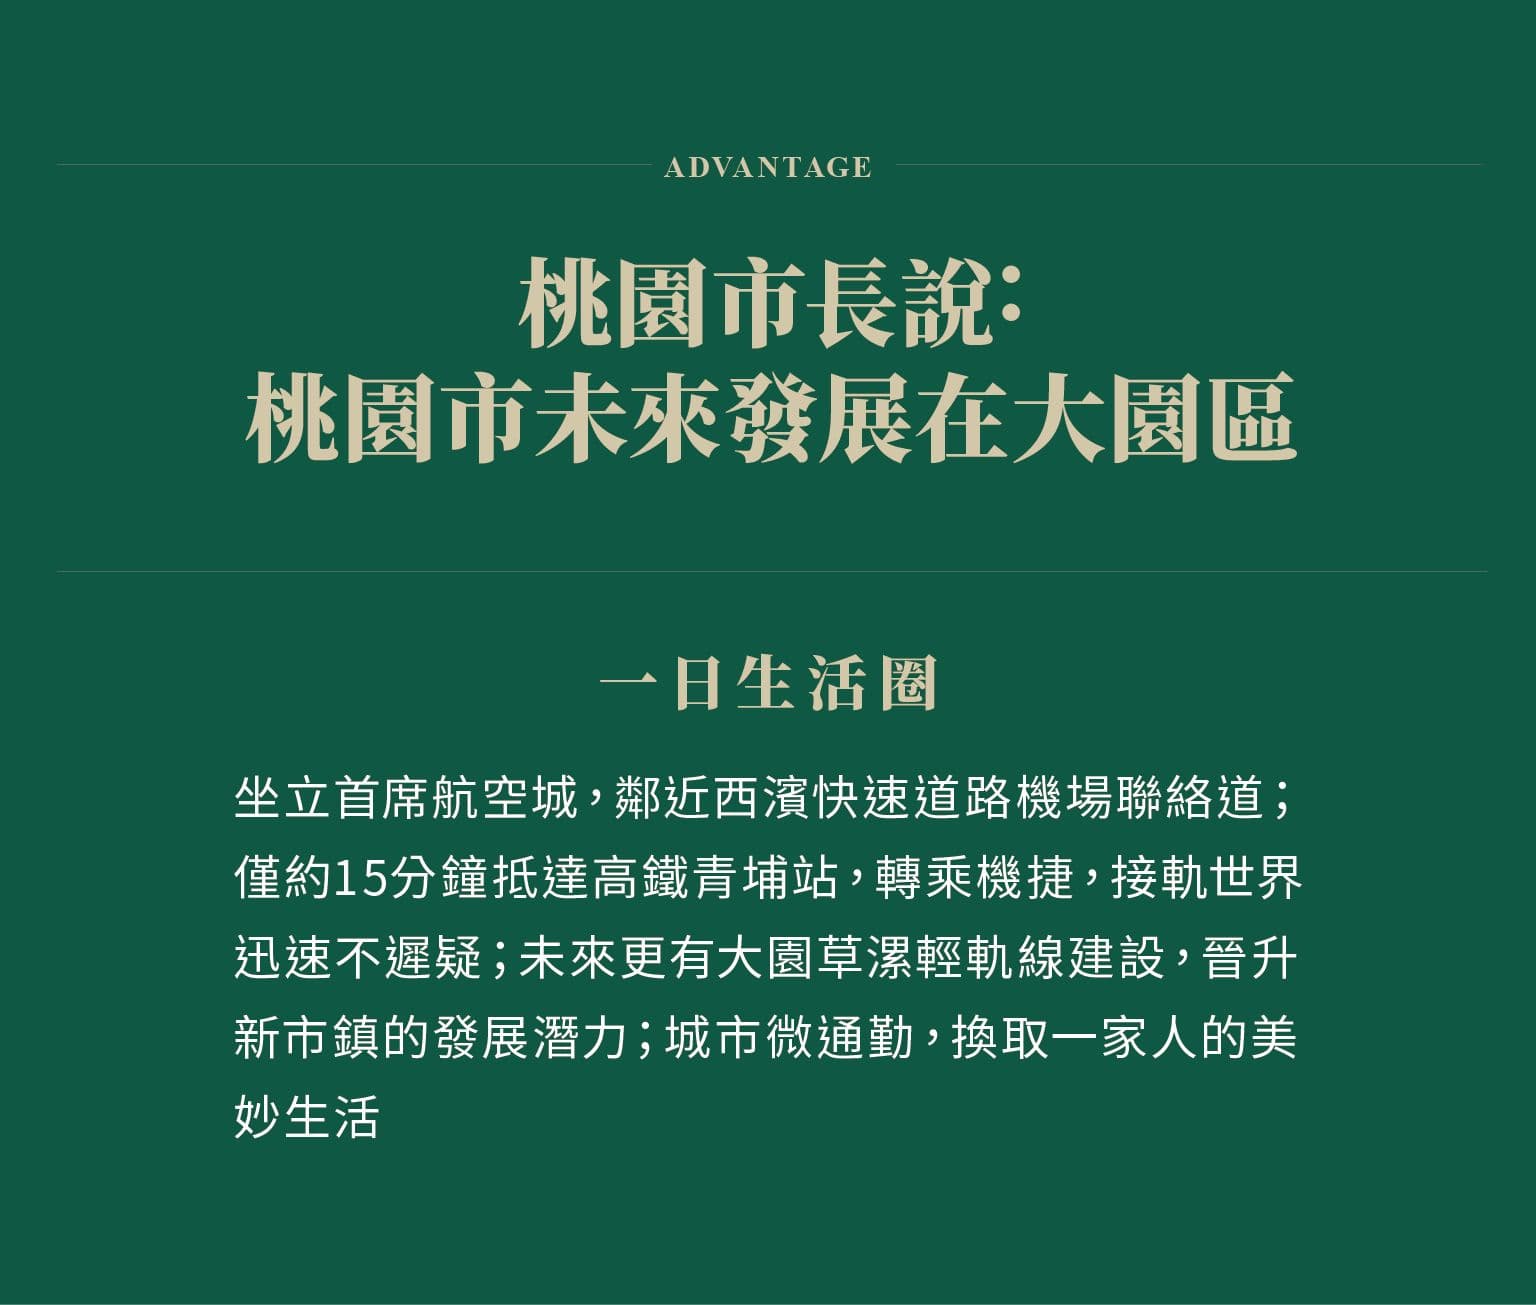 ADVANTAGE
桃園市長說：
桃園市未來發展在大園區
一日生活圈
坐立首席航空城，鄰近西濱快速道路機場聯絡道；
僅約15分鐘抵達高鐵青埔站，轉乘機捷，接軌世界
迅速不遲疑；未來更有大園草漯輕軌線建設，晉升
新市鎮的發展潛力；城市微通勤，換取一家人的美
妙生活